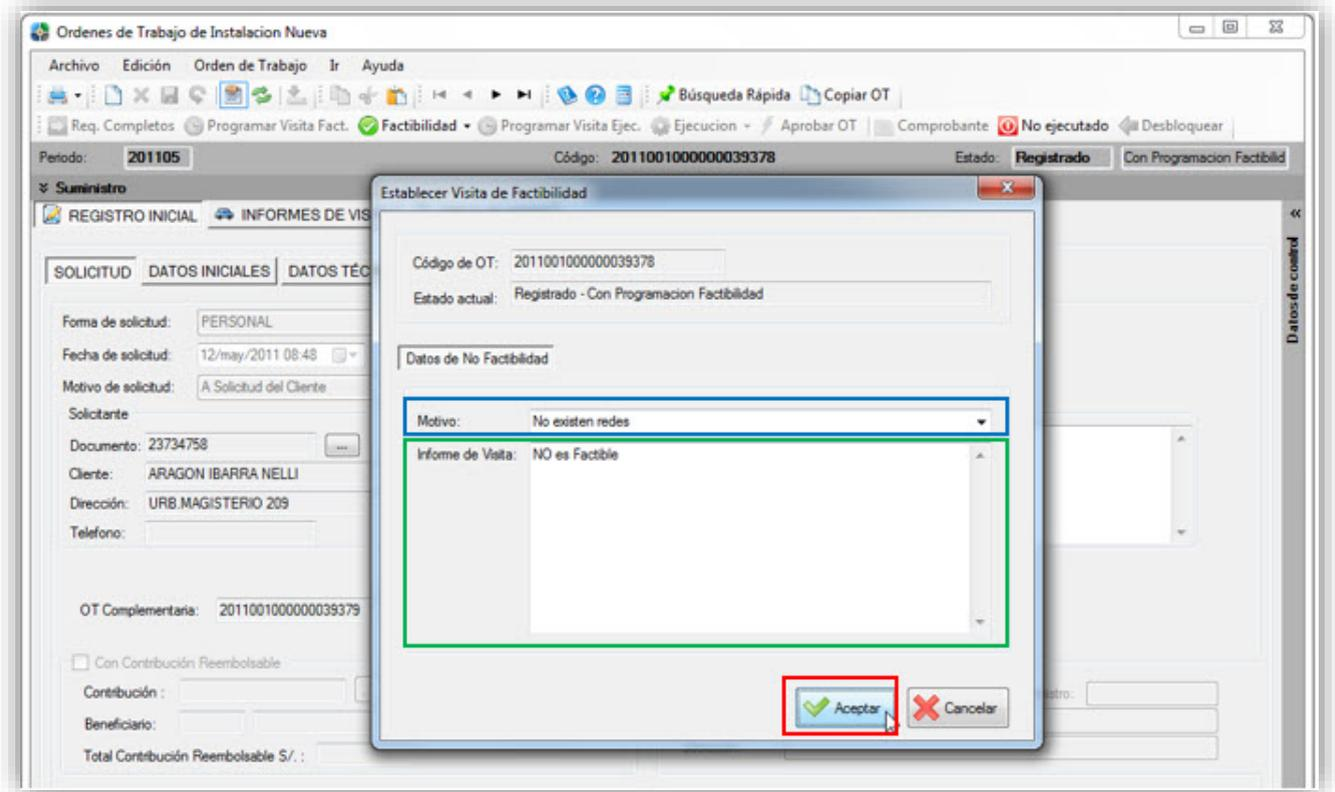 Ordenes de Trabajo de Instalacion Nueva
Archivo Edición Orden de Trabajo Ir Ayuda
Búsqueda Rápida Copiar OT
Req. Completos Programar Visita Fact. Factibilidad Programar Visita Ejec. Ejecucion Aprobar OT Comprobante No ejecutado Desbloquear
Periodo: 201105 Código: 2011001000000039378 Estado: Registrado Con Programacion Factibilid
Suministro
REGISTRO INICIAL INFORMES DE VIS
SOLICITUD DATOS INICIALES DATOS TÉC
Forma de solicitud: PERSONAL
Fecha de solicitud: 12/may/2011 08:48
Motivo de solicitud: A Solicitud del Cliente
Solicitante
Documento: 23734758 ...
Cliente: ARAGON IBARRA NELLI
Dirección: URB.MAGISTERIO 209
Telefono:
OT Complementaria: 2011001000000039379
Con Contribución Reembolsable
Contribución :
Beneficiario:
Total Contribución Reembolsable S/. :
Establecer Visita de Factibilidad
Código de OT: 2011001000000039378
Estado actual: Registrado - Con Programacion Factibilidad
Datos de No Factibilidad
Motivo: No existen redes
Informe de Visita: NO es Factible
Aceptar Cancelar
Datos de control